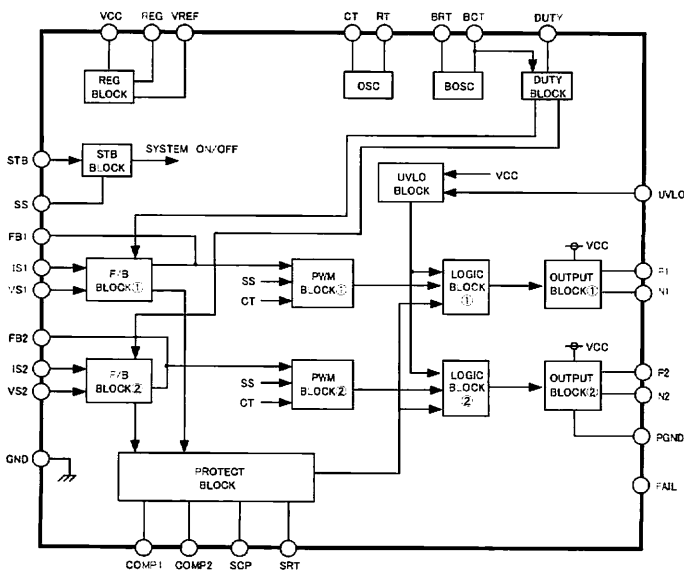 VCC REG VREF CT RT BRT BCT DUTY
REG
BLOCK
OSC
BOSC
DUTY
BLOCK
STB
STB
BLOCK
SYSTEM ON/OFF
UVLO
BLOCK
VCC
UVLO
SS
FB1
IS1
VS1
F/B
BLOCK①
SS
CT
PWM
BLOCK①
LOGIC
BLOCK
①
VCC
OUTPUT
BLOCK①
P1
N1
FB2
IS2
VS2
F/B
BLOCK②
SS
CT
PWM
BLOCK②
LOGIC
BLOCK
②
VCC
OUTPUT
BLOCK②
P2
N2
PGND
GND
PROTECT
BLOCK
FAIL
COMP1 COMP2 SCP SRT